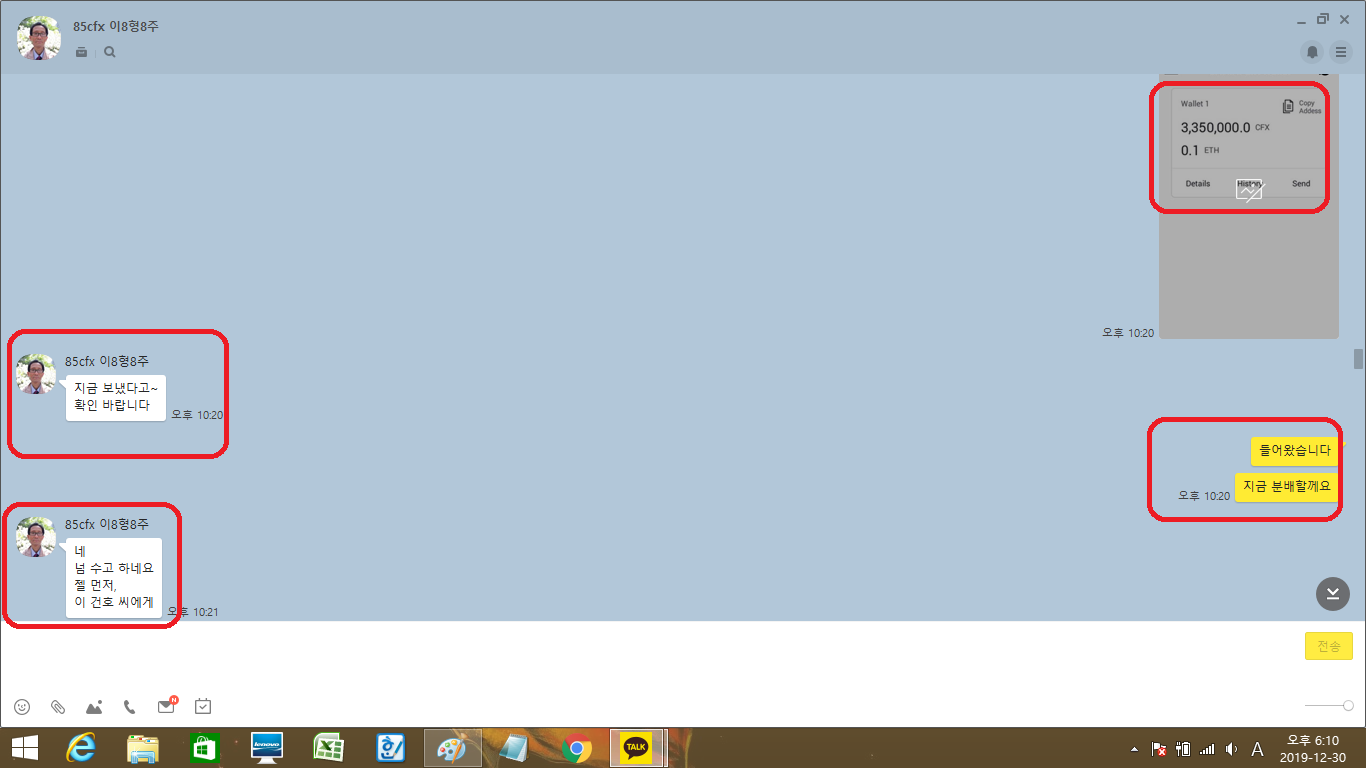 85cfx 이8형8주
Wallet 1
Copy
Addess
3,350,000.0 CFX
0.1 ETH
Details
History
Send
오후 10:20
85cfx 이8형8주
지금 보냈다고~
확인 바랍니다
오후 10:20
들어왔습니다
지금 분배할께요
오후 10:20
85cfx 이8형8주
네
넘 수고 하네요
젤 먼저,
이 건호 씨에게
오후 10:21
전송
N
lenovo
TALK
A
오후 6:10
2019-12-30